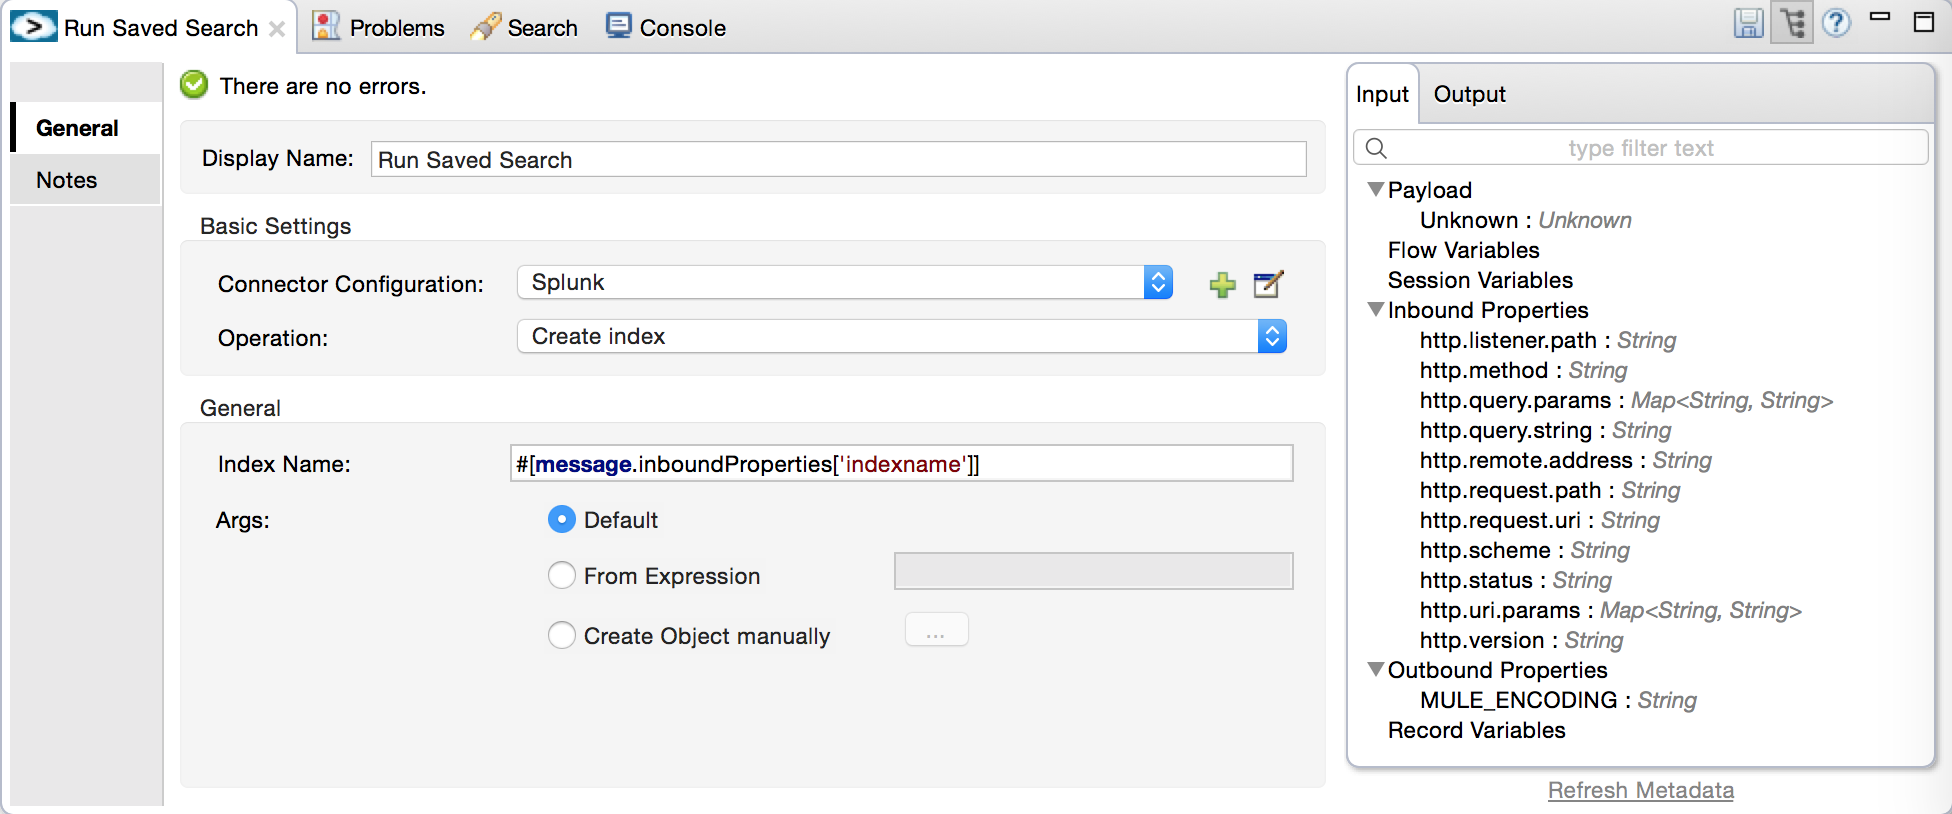 Run Saved Search
Problems
Search
Console
General
Notes
There are no errors.
Display Name: Run Saved Search
Basic Settings
Connector Configuration: Splunk
Operation: Create index
General
Index Name: #[message.inboundProperties['indexname']]
Args: Default
From Expression
Create Object manually ...
Input Output
type filter text
Payload
Unknown : Unknown
Flow Variables
Session Variables
Inbound Properties
http.listener.path : String
http.method : String
http.query.params : Map<String, String>
http.query.string : String
http.remote.address : String
http.request.path : String
http.request.uri : String
http.scheme : String
http.status : String
http.uri.params : Map<String, String>
http.version : String
Outbound Properties
MULE_ENCODING : String
Record Variables
Refresh Metadata